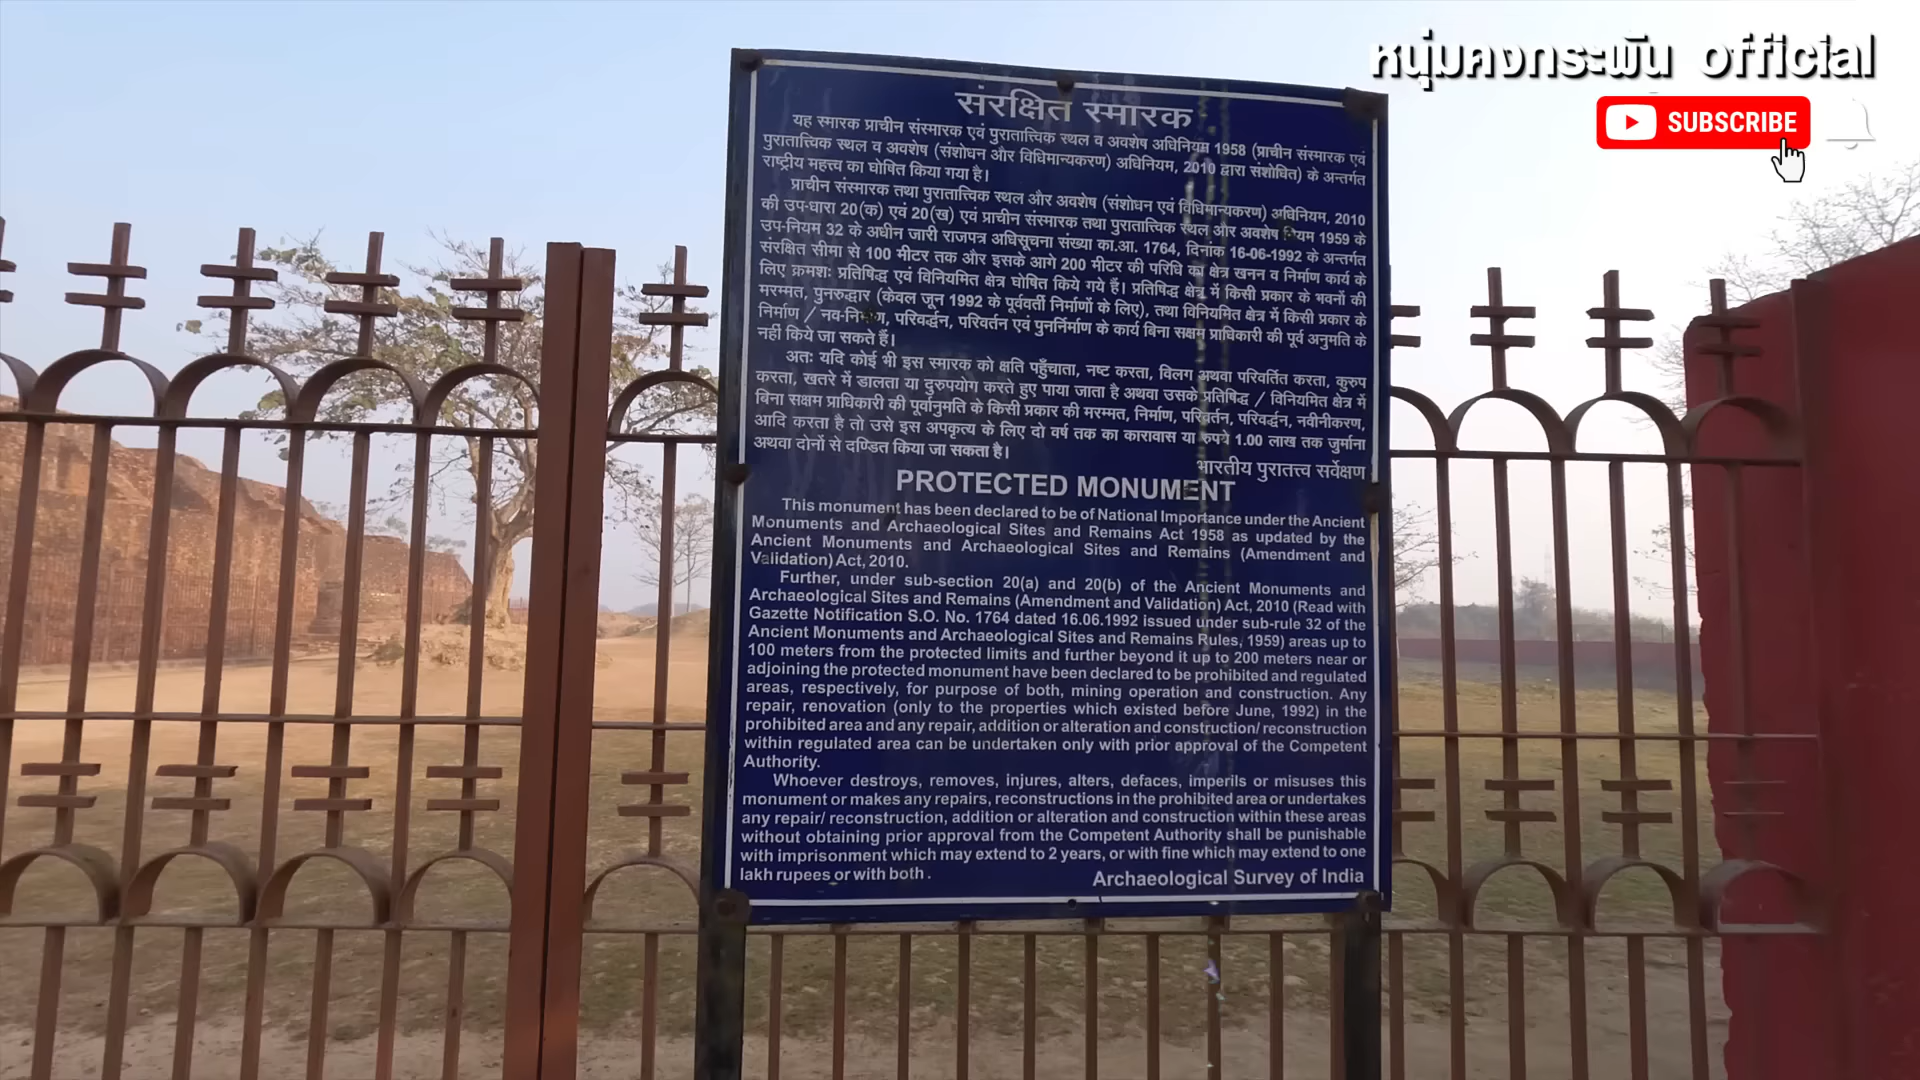 หนุ่มคงกระพัน official
SUBSCRIBE
संरक्षित स्मारक
यह स्मारक प्राचीन संस्मारक एवं पुरातात्त्विक स्थल व अवशेष अधिनियम 1958 (प्राचीन संस्मारक एवं
पुरातात्त्विक स्थल व अवशेष (संशोधन और विधिमान्यकरण) अधिनियम, 2010 द्वारा संशोधित) के अन्तर्गत
राष्ट्रीय महत्त्व का घोषित किया गया है।
प्राचीन संस्मारक तथा पुरातात्त्विक स्थल और अवशेष (संशोधन एवं विधिमान्यकरण) अधिनियम, 2010
की उप-धारा 20(क) एवं 20(ख) एवं प्राचीन संस्मारक तथा पुरातात्त्विक स्थल और अवशेष नियम 1959 के
उप-नियम 32 के अधीन जारी राजपत्र अधिसूचना संख्या का.आ. 1764, दिनांक 16-06-1992 के अन्तर्गत
संरक्षित सीमा से 100 मीटर तक और इसके आगे 200 मीटर की परिधि का क्षेत्र खनन व निर्माण कार्य के
लिए क्रमशः प्रतिषिद्ध एवं विनियमित क्षेत्र घोषित किये गये हैं। प्रतिषिद्ध क्षेत्र में किसी प्रकार के भवनों की
मरम्मत, पुनरुद्धार (केवल जून 1992 के पूर्ववर्ती निर्माणों के लिए), तथा विनियमित क्षेत्र में किसी प्रकार के
निर्माण / नव-निर्माण, परिवर्द्धन, परिवर्तन एवं पुनर्निर्माण के कार्य बिना सक्षम प्राधिकारी की पूर्व अनुमति के
नहीं किये जा सकते हैं।
अतः यदि कोई भी इस स्मारक को क्षति पहुँचाता, नष्ट करता, विलग अथवा परिवर्तित करता, कुरुप
करता, खतरे में डालता या दुरुपयोग करते हुए पाया जाता है अथवा उसके प्रतिषिद्ध / विनियमित क्षेत्र में
बिना सक्षम प्राधिकारी की पूर्वानुमति के किसी प्रकार की मरम्मत, निर्माण, परिवर्तन, परिवर्द्धन, नवीनीकरण,
आदि करता है तो उसे इस अपकृत्य के लिए दो वर्ष तक का कारावास या रुपये 1.00 लाख तक जुर्माना
अथवा दोनों से दण्डित किया जा सकता है।
भारतीय पुरातत्त्व सर्वेक्षण
PROTECTED MONUMENT
This monument has been declared to be of National Importance under the Ancient
Monuments and Archaeological Sites and Remains Act 1958 as updated by the
Ancient Monuments and Archaeological Sites and Remains (Amendment and
Validation) Act, 2010.
Further, under sub-section 20(a) and 20(b) of the Ancient Monuments and
Archaeological Sites and Remains (Amendment and Validation) Act, 2010 (Read with
Gazette Notification S.O. No. 1764 dated 16.06.1992 issued under sub-rule 32 of the
Ancient Monuments and Archaeological Sites and Remains Rules, 1959) areas up to
100 meters from the protected limits and further beyond it up to 200 meters near or
adjoining the protected monument have been declared to be prohibited and regulated
areas, respectively, for purpose of both, mining operation and construction. Any
repair, renovation (only to the properties which existed before June, 1992) in the
prohibited area and any repair, addition or alteration and construction/ reconstruction
within regulated area can be undertaken only with prior approval of the Competent
Authority.
Whoever destroys, removes, injures, alters, defaces, imperils or misuses this
monument or makes any repairs, reconstructions in the prohibited area or undertakes
any repair/ reconstruction, addition or alteration and construction within these areas
without obtaining prior approval from the Competent Authority shall be punishable
with imprisonment which may extend to 2 years, or with fine which may extend to one
lakh rupees or with both .
Archaeological Survey of India